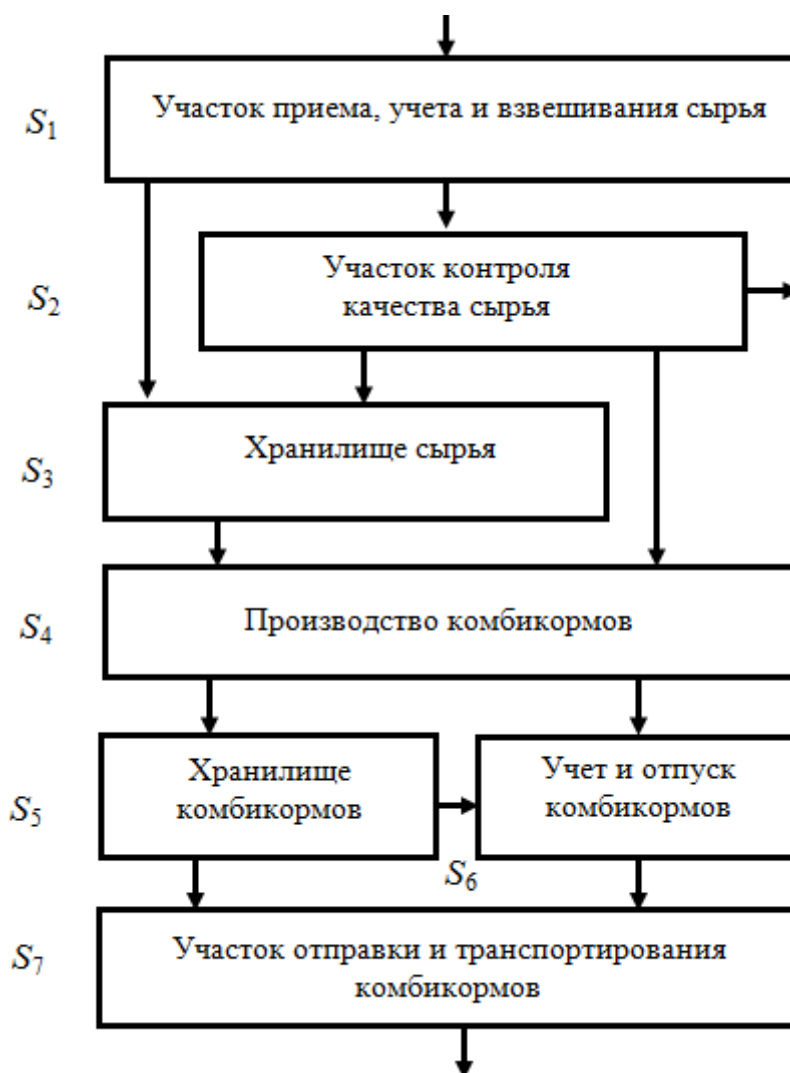 S1
Участок приема, учета и взвешивания сырья
S2
Участок контроля
качества сырья
S3
Хранилище сырья
S4
Производство комбикормов
S5
Хранилище
комбикормов
Учет и отпуск
комбикормов
S6
S7
Участок отправки и транспортирования
комбикормов